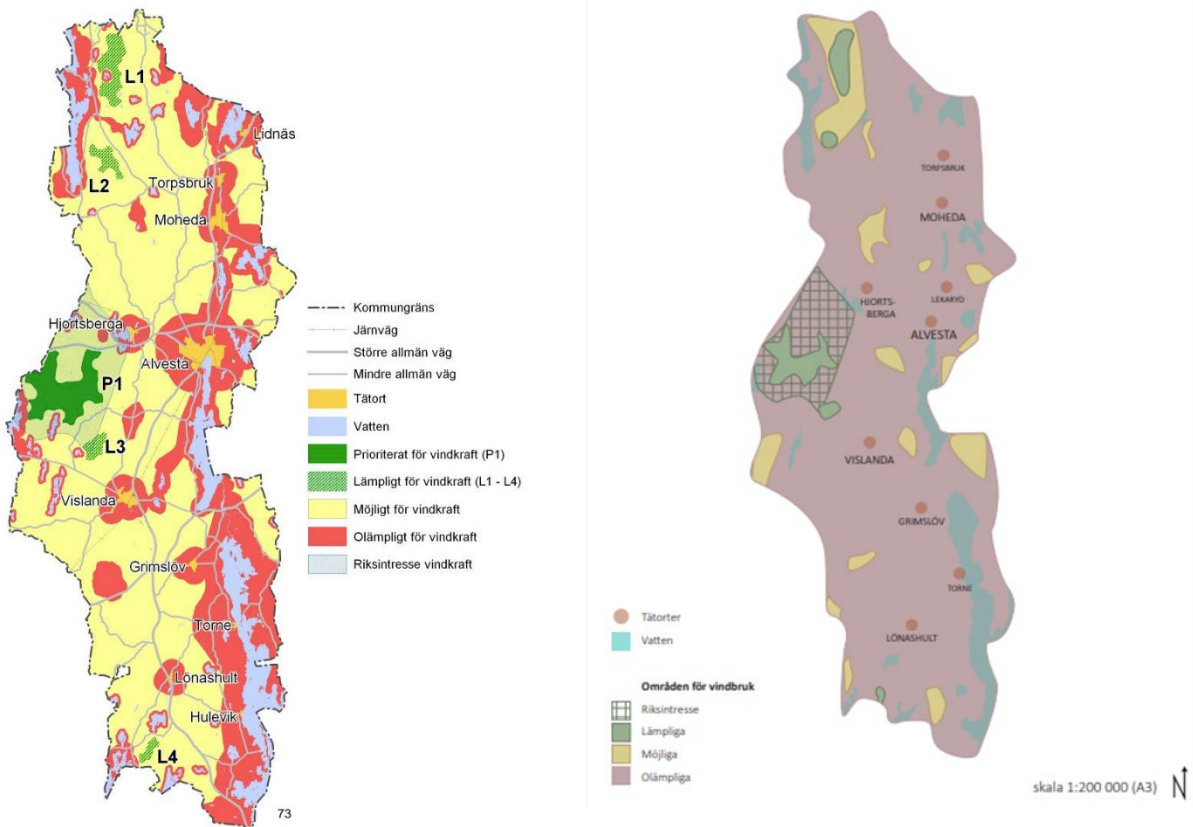 L1
Lidnäs
L2
Torpsbruk
Moheda
Hjortsberga
Alvesta
P1
L3
Vislanda
Grimslöv
Torne
Lönashult
Hulevik
L4
73
Kommungräns
Järnväg
Större allmän väg
Mindre allmän väg
Tätort
Vatten
Prioriterat för vindkraft (P1)
Lämpligt för vindkraft (L1 - L4)
Möjligt för vindkraft
Olämpligt för vindkraft
Riksintresse vindkraft
TORPSBRUK
MOHEDA
HJORTS-
BERGA
LEKARYD
ALVESTA
VISLANDA
GRIMSLÖV
TORNE
LÖNASHULT
Tätorter
Vatten
Områden för vindbruk
Riksintresse
Lämpliga
Möjliga
Olämpliga
skala 1:200 000 (A3)
N